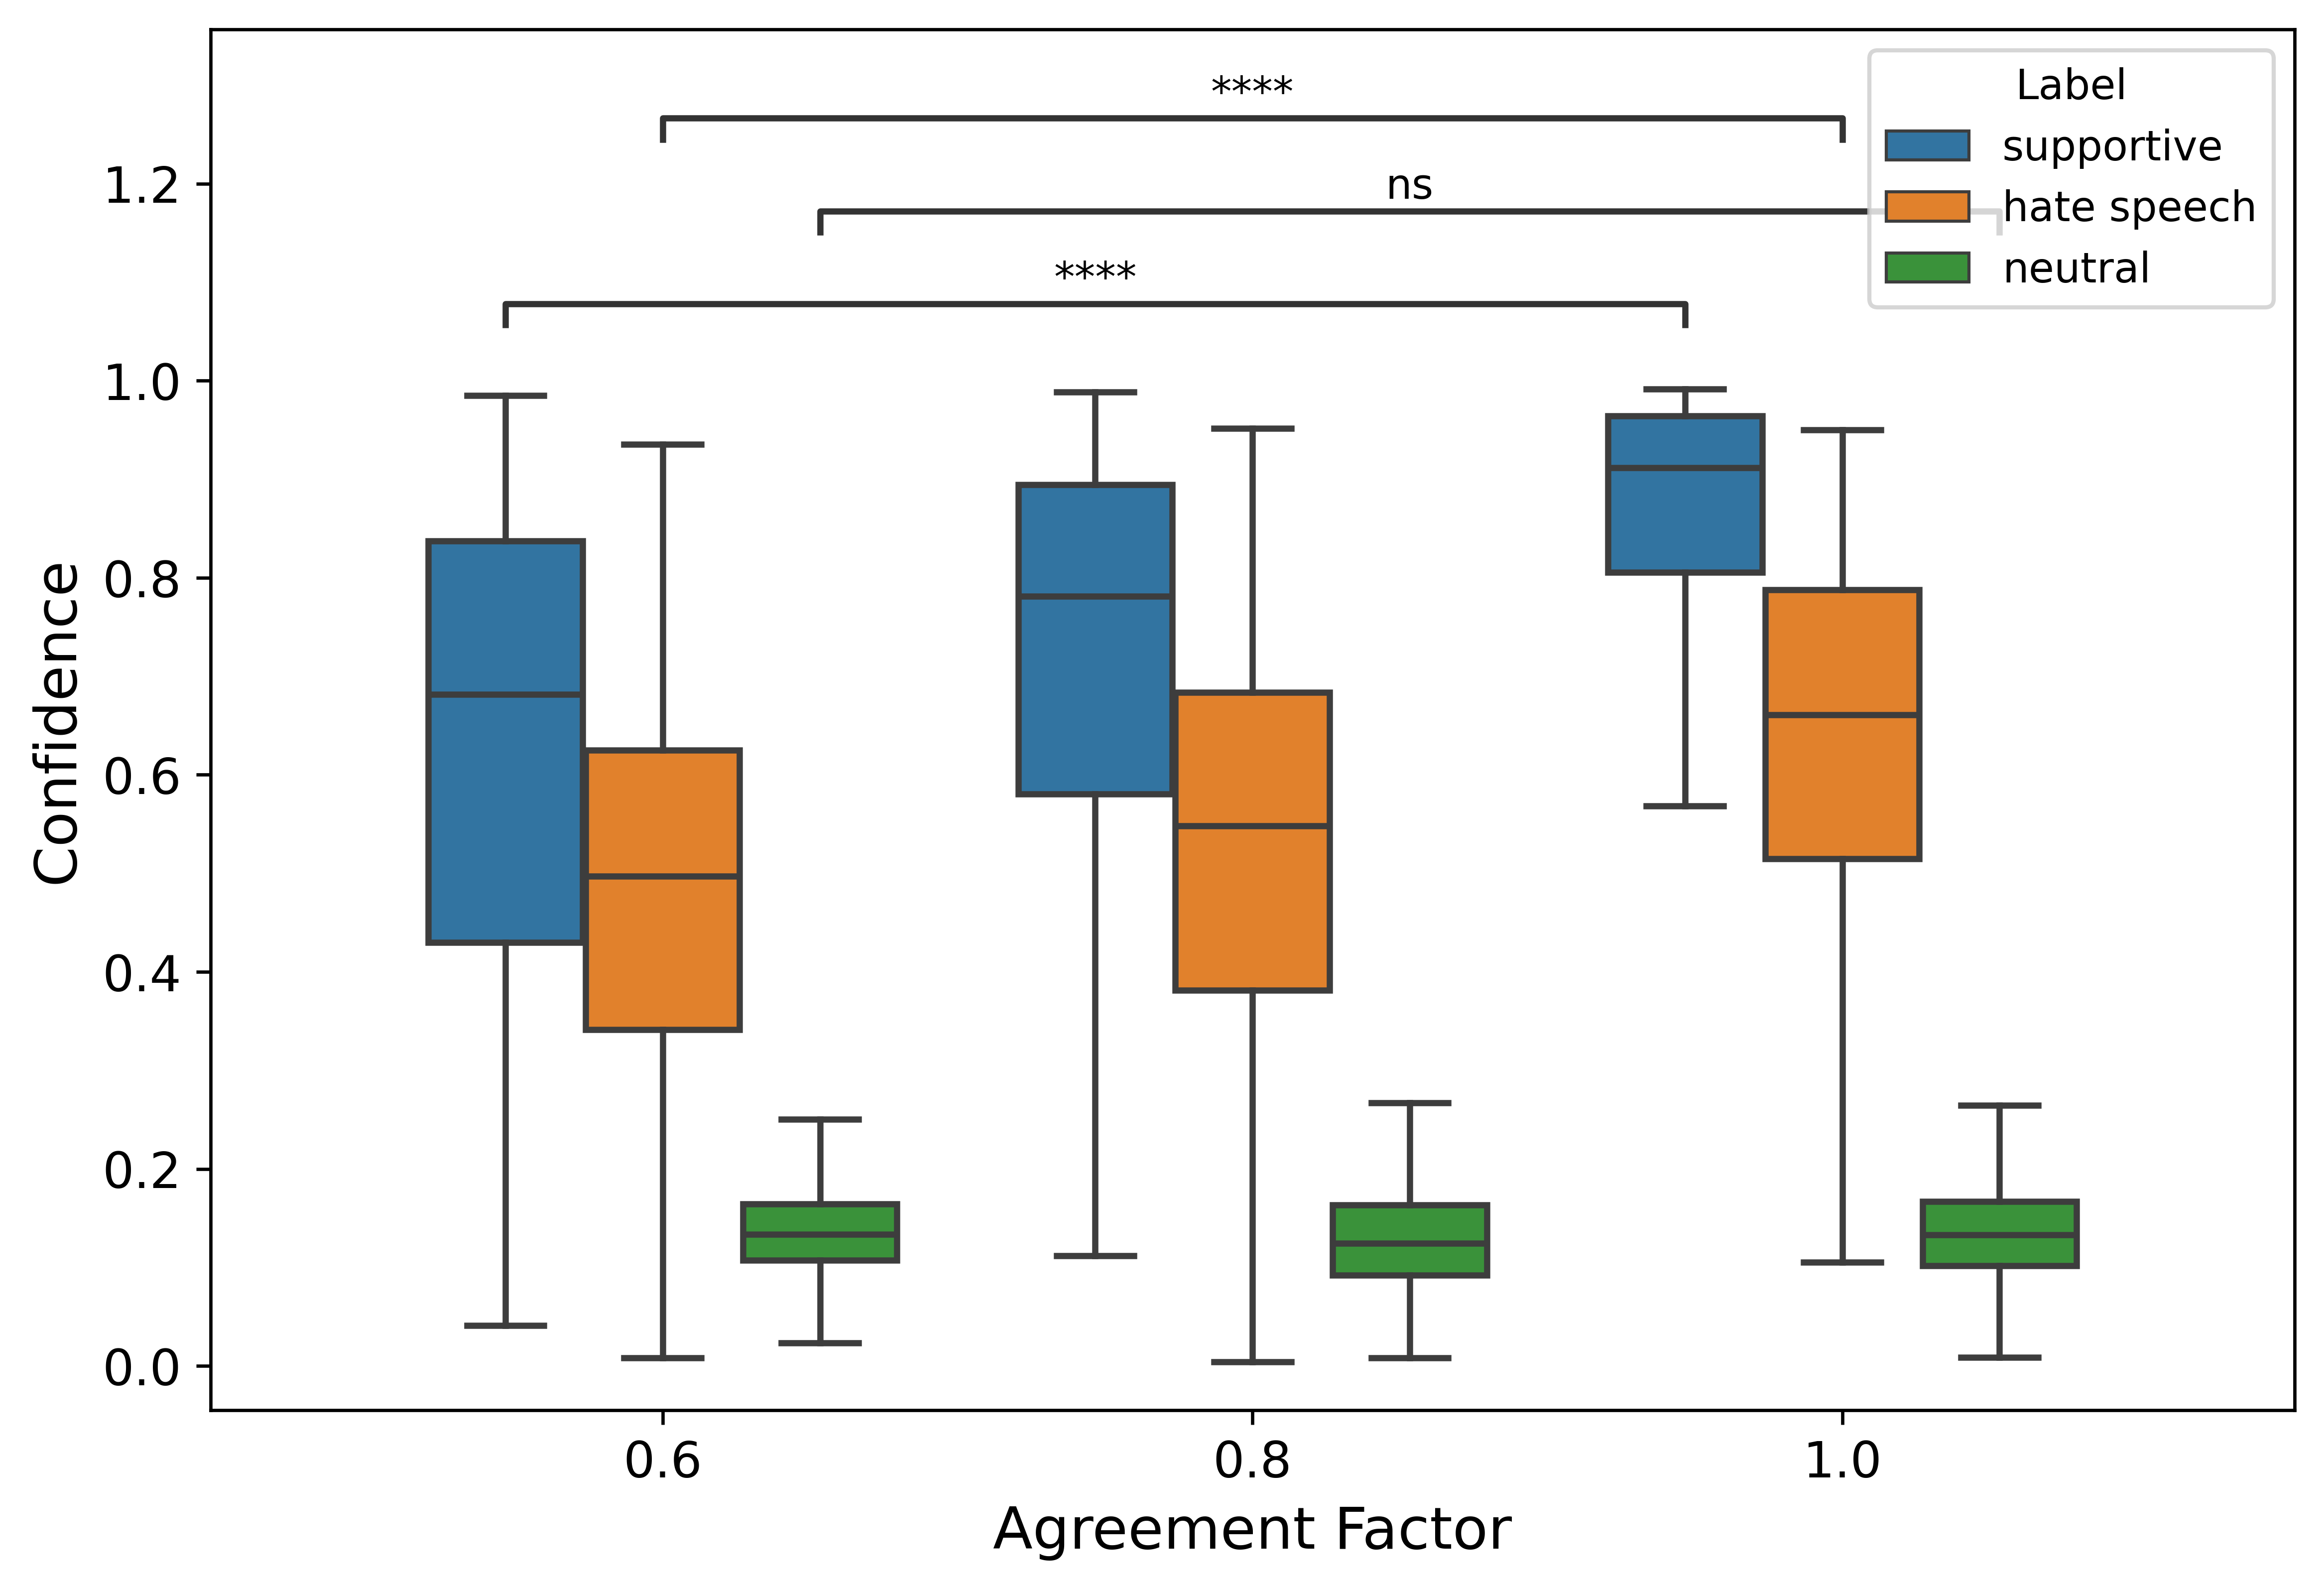 ****
ns
****
Label
supportive
hate speech
neutral
1.2
1.0
0.8
0.6
0.4
0.2
0.0
Confidence
0.6 0.8 1.0
Agreement Factor